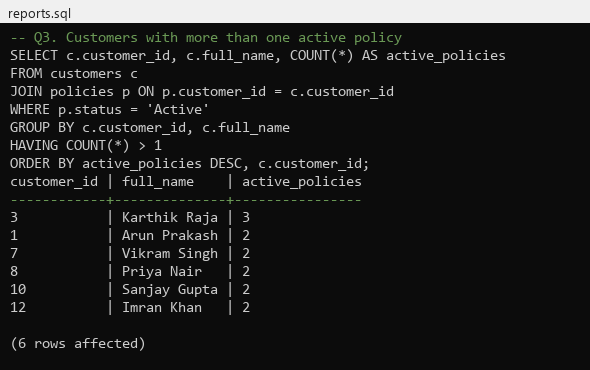 reports.sql
-- Q3. Customers with more than one active policy
SELECT c.customer_id, c.full_name, COUNT(*) AS active_policies
FROM customers c
JOIN policies p ON p.customer_id = c.customer_id
WHERE p.status = 'Active'
GROUP BY c.customer_id, c.full_name
HAVING COUNT(*) > 1
ORDER BY active_policies DESC, c.customer_id;
customer_id | full_name    | active_policies
------------+--------------+----------------
3           | Karthik Raja | 3
1           | Arun Prakash | 2
7           | Vikram Singh | 2
8           | Priya Nair   | 2
10          | Sanjay Gupta | 2
12          | Imran Khan   | 2
(6 rows affected)